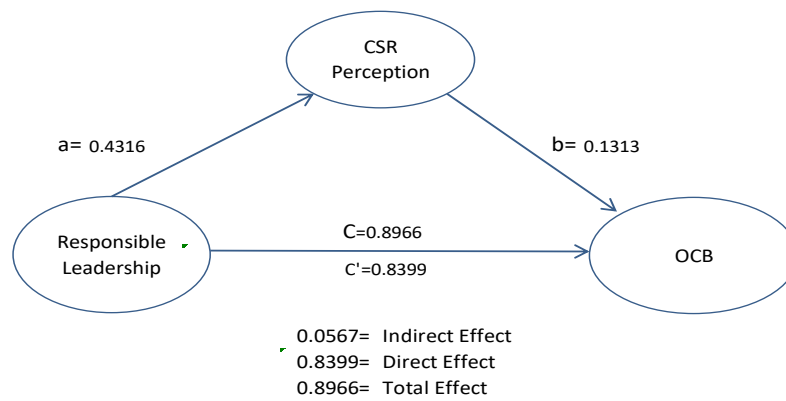 CSR
Perception
a= 0.4316
b= 0.1313
Responsible
Leadership
C=0.8966
C'=0.8399
OCB
0.0567= Indirect Effect
0.8399= Direct Effect
0.8966= Total Effect